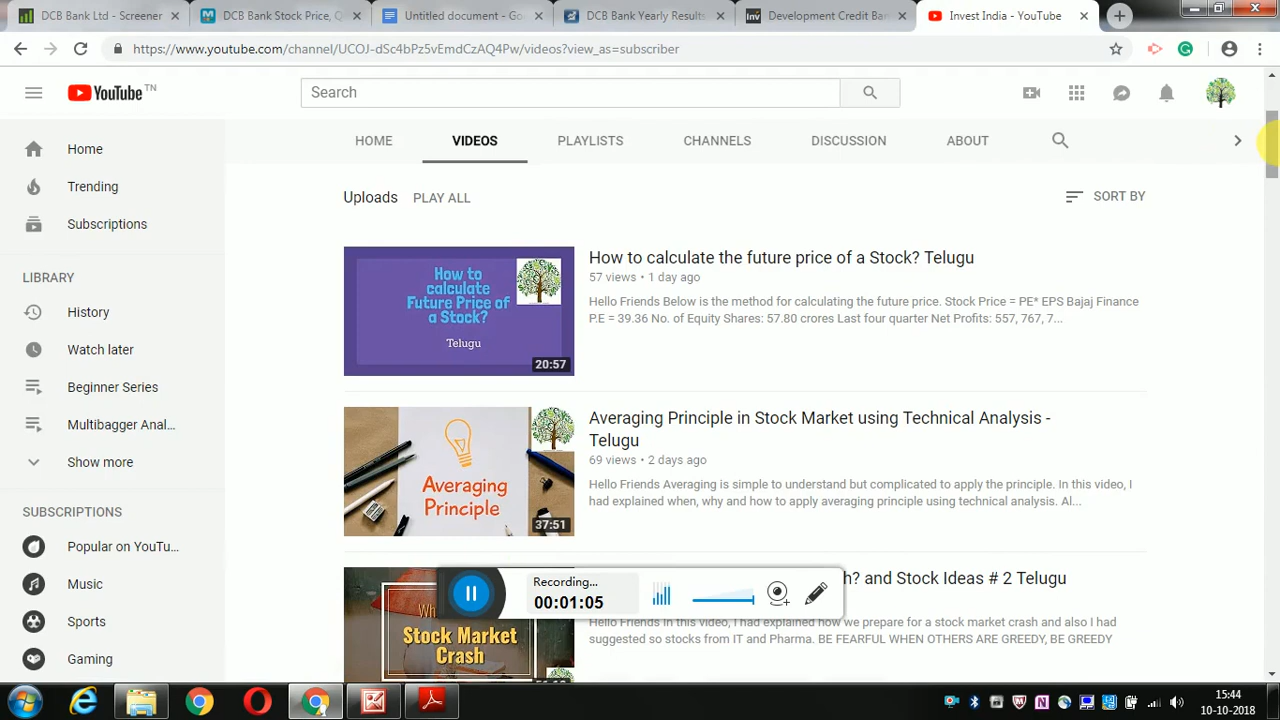 DCB Bank Ltd - Screener
DCB Bank Stock Price, Q
Untitled document - Go
DCB Bank Yearly Results
Development Credit Ba
Invest India - YouTube
https://www.youtube.com/channel/UCOJ-dSc4bPz5vEmdCzAQ4Pw/videos?view_as=subscriber
YouTube TN
Search
HOME
VIDEOS
PLAYLISTS
CHANNELS
DISCUSSION
ABOUT
Home
Trending
Subscriptions
LIBRARY
History
Watch later
Beginner Series
Multibagger Anal...
Show more
SUBSCRIPTIONS
Popular on YouTu...
Music
Sports
Gaming
Uploads PLAY ALL
SORT BY
How to
calculate
Future Price of
a Stock?
Telugu
20:57
How to calculate the future price of a Stock? Telugu
57 views • 1 day ago
Hello Friends Below is the method for calculating the future price. Stock Price = PE* EPS Bajaj Finance
P.E = 39.36 No. of Equity Shares: 57.80 crores Last four quarter Net Profits: 557, 767, 7...
Averaging
Principle
37:51
Averaging Principle in Stock Market using Technical Analysis -
Telugu
69 views • 2 days ago
Hello Friends Averaging is simple to understand but complicated to apply the principle. In this video, I
had explained when, why and how to apply averaging principle using technical analysis. Al...
Stock Market
Crash
h? and Stock Ideas # 2 Telugu
Hello Friends In this video, I had explained how we prepare for a stock market crash and also I had
suggested so stocks from IT and Pharma. BE FEARFUL WHEN OTHERS ARE GREEDY, BE GREEDY
Recording...
00:01:05
15:44
10-10-2018